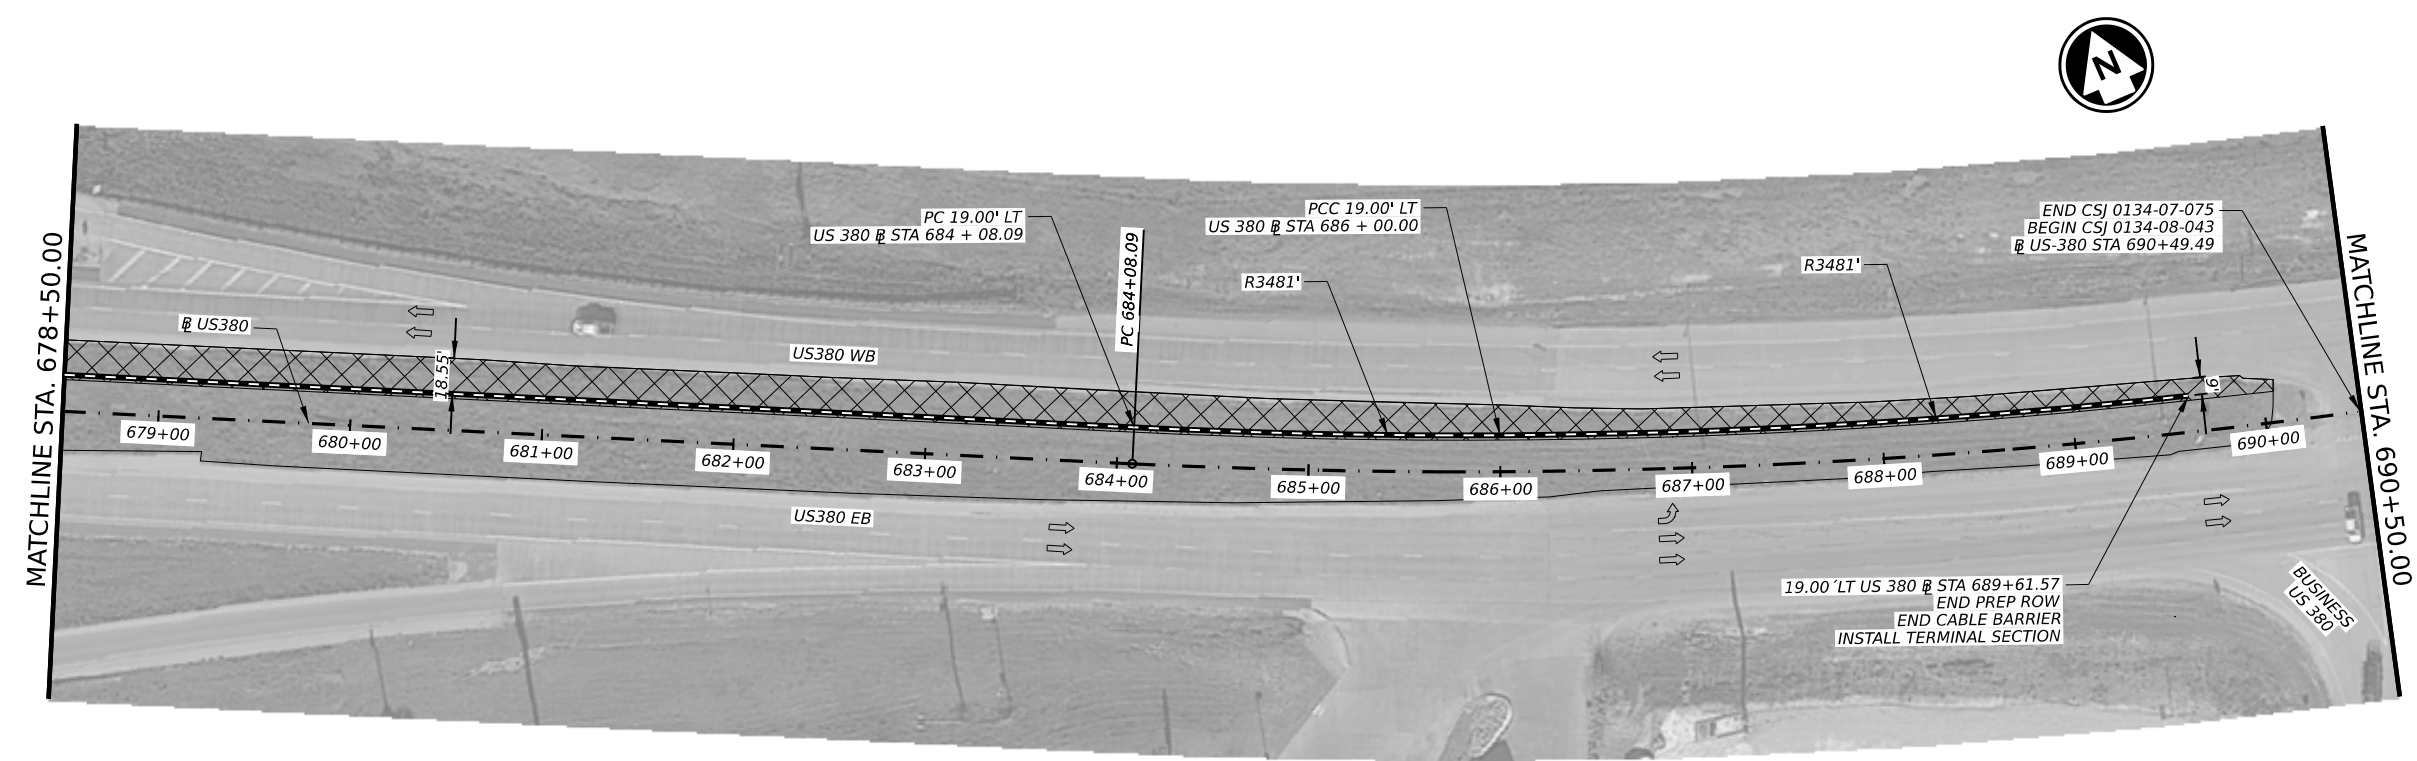 N
MATCHLINE STA. 678+50.00
PC 19.00' LT
US 380 ⅊ STA 684 + 08.09
PC 684+08.09
PCC 19.00' LT
US 380 ⅊ STA 686 + 00.00
R3481'
R3481'
END CSJ 0134-07-075
BEGIN CSJ 0134-08-043
⅊ US-380 STA 690+49.49
MATCHLINE STA. 690+50.00
⅊ US380
18.55'
US380 WB
9'
679+00
680+00
681+00
682+00
683+00
684+00
685+00
686+00
687+00
688+00
689+00
690+00
US380 EB
19.00´LT US 380 ⅊ STA 689+61.57
END PREP ROW
END CABLE BARRIER
INSTALL TERMINAL SECTION
BUSINESS
US 380